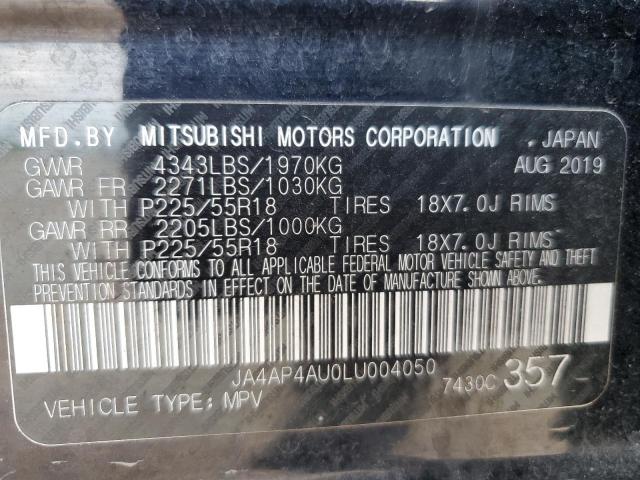 MFD.BY MITSUBISHI MOTORS CORPORATION . JAPAN
GVWR 4343LBS/1970KG AUG 2019
GAWR FR 2271LBS/1030KG
WITH P225/55R18 TIRES 18X7.0J RIMS
GAWR RR 2205LBS/1000KG
WITH P225/55R18 TIRES 18X7.0J RIMS
THIS VEHICLE CONFORMS TO ALL APPLICABLE FEDERAL MOTOR VEHICLE SAFETY AND THEFT
PREVENTION STANDARDS IN EFFECT ON THE DATE OF MANUFACTURE SHOWN ABOVE.
JA4AP4AU0LU004050
VEHICLE TYPE: MPV 7430C 357